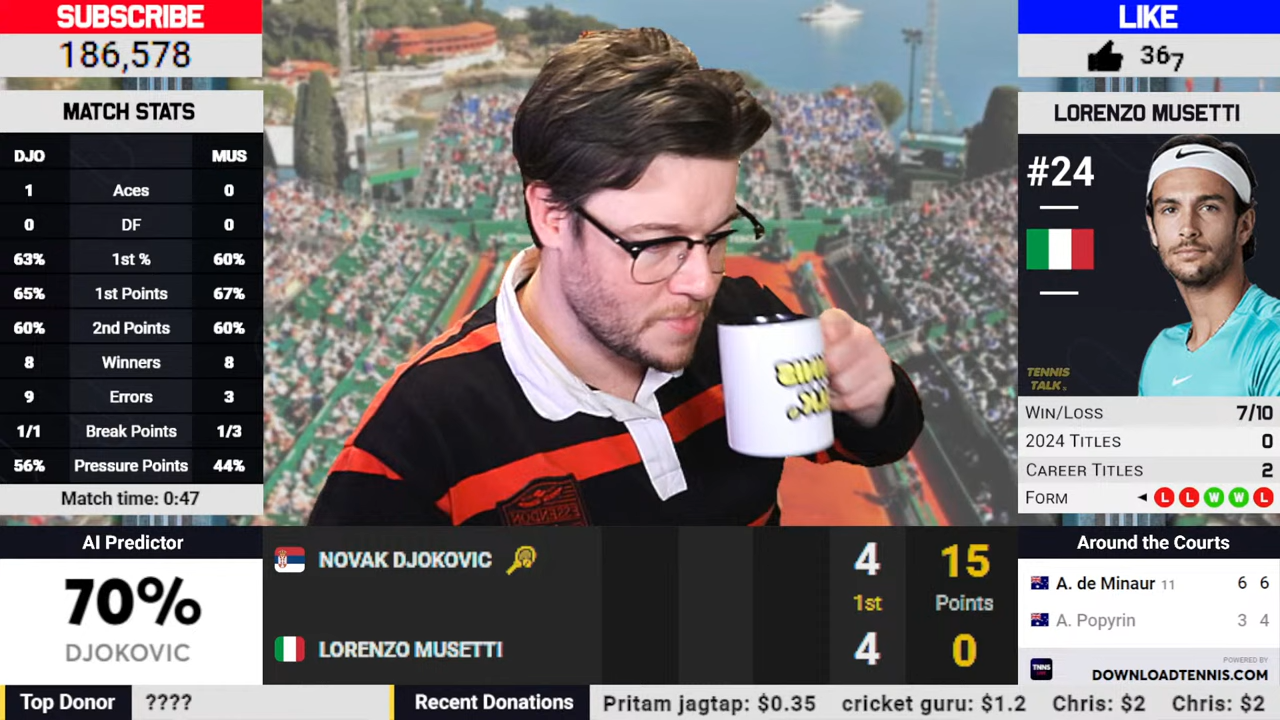 SUBSCRIBE
186,578
MATCH STATS
DJO MUS
1 Aces 0
0 DF 0
63% 1st % 60%
65% 1st Points 67%
60% 2nd Points 60%
8 Winners 8
9 Errors 3
1/1 Break Points 1/3
56% Pressure Points 44%
Match time: 0:47
AI Predictor
70%
DJOKOVIC
LIKE
367
LORENZO MUSETTI
#24
TENNIS
TALK
WIN/LOSS 7/10
2024 TITLES 0
CAREER TITLES 2
FORM L L W W L
Around the Courts
A. de Minaur 11 6 6
A. Popyrin 3 4
TNNS
POWERED BY
DOWNLOADTENNIS.COM
ESSENDON
NOVAK DJOKOVIC 4 15
1st Points
LORENZO MUSETTI 4 0
Top Donor ???? Recent Donations Pritam jagtap: $0.35 cricket guru: $1.2 Chris: $2 Chris: $2